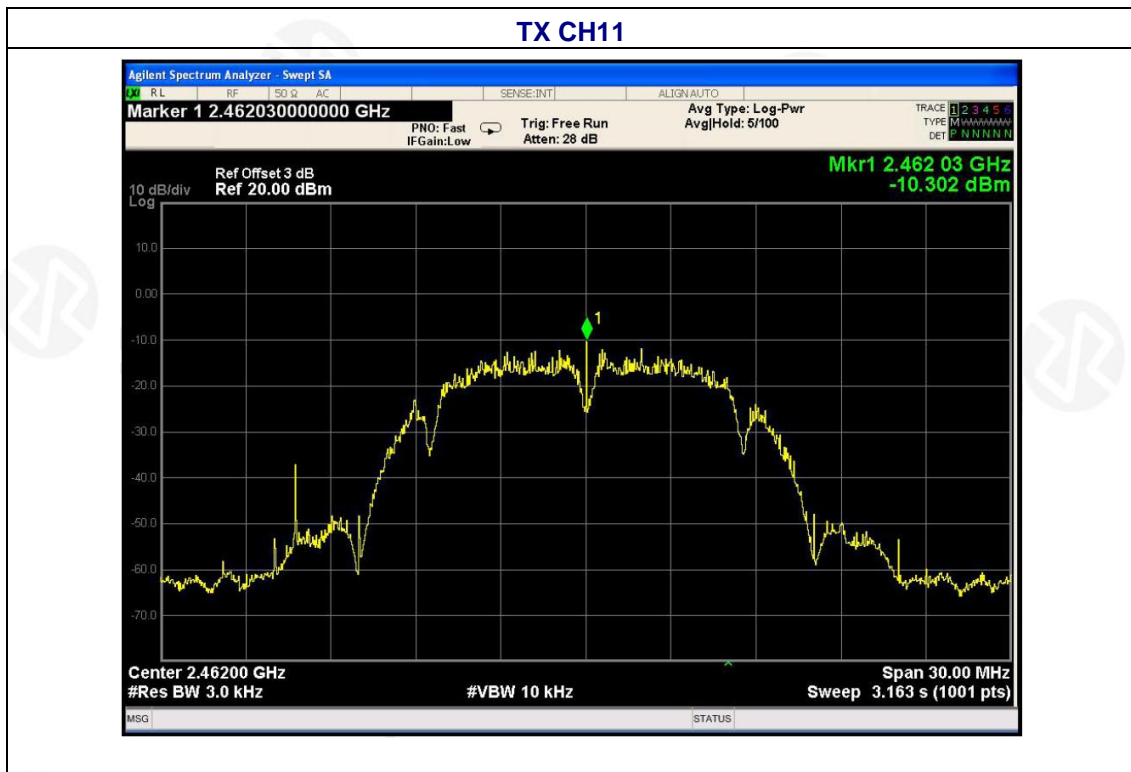 TX CH11
Agilent Spectrum Analyzer - Swept SA
LXI RL RF 50 Ω AC SENSE:INT ALIGN AUTO
Marker 1 2.462030000000 GHz
PNO: Fast
IFGain:Low
Trig: Free Run
Atten: 28 dB
Avg Type: Log-Pwr
Avg|Hold: 5/100
TRACE 1 2 3 4 5 6
TYPE M
DET P N N N N N
Mkr1 2.462 03 GHz
-10.302 dBm
Ref Offset 3 dB
10 dB/div Ref 20.00 dBm
Log
10.0
0.00
1
-10.0
-20.0
-30.0
-40.0
-50.0
-60.0
-70.0
Center 2.46200 GHz Span 30.00 MHz
#Res BW 3.0 kHz #VBW 10 kHz Sweep 3.163 s (1001 pts)
MSG STATUS